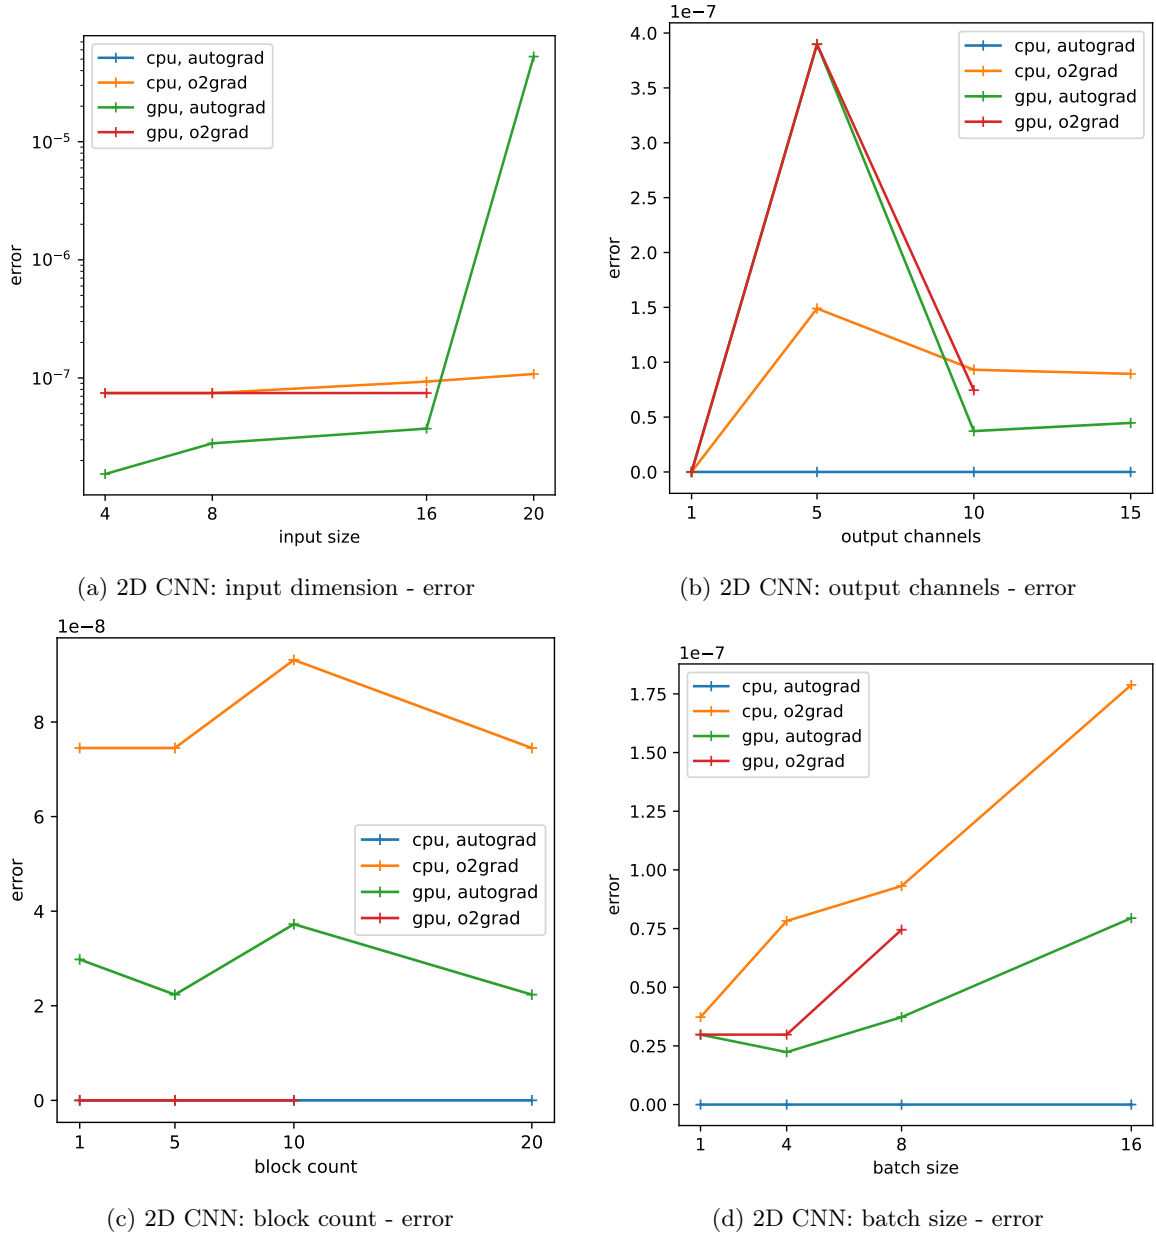 cpu, autograd
cpu, o2grad
gpu, autograd
gpu, o2grad
10−5
10−6
10−7
error
4 8 16 20
input size
(a) 2D CNN: input dimension - error
1e−7
cpu, autograd
cpu, o2grad
gpu, autograd
gpu, o2grad
4.0
3.5
3.0
2.5
2.0
1.5
1.0
0.5
0.0
error
1 5 10 15
output channels
(b) 2D CNN: output channels - error
1e−8
8
6
4
2
0
error
cpu, autograd
cpu, o2grad
gpu, autograd
gpu, o2grad
1 5 10 20
block count
(c) 2D CNN: block count - error
1e−7
cpu, autograd
cpu, o2grad
gpu, autograd
gpu, o2grad
1.75
1.50
1.25
1.00
0.75
0.50
0.25
0.00
error
1 4 8 16
batch size
(d) 2D CNN: batch size - error